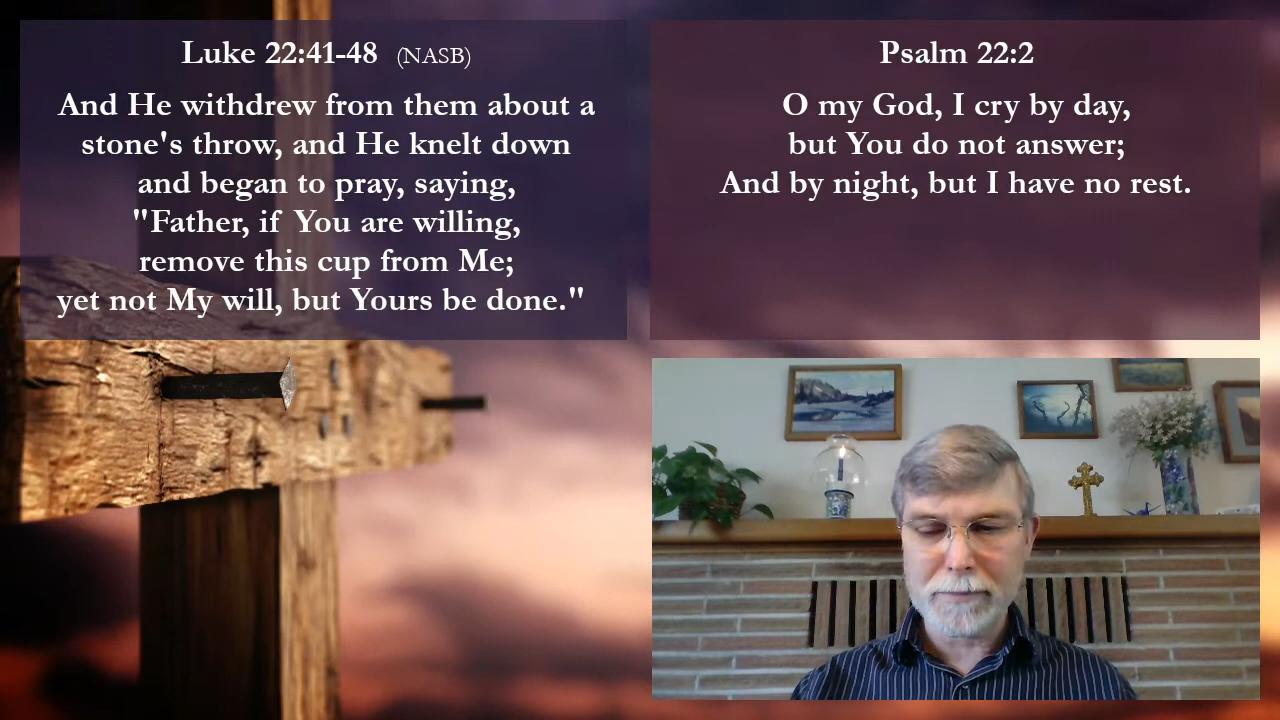 Luke 22:41-48 (NASB)
And He withdrew from them about a
stone's throw, and He knelt down
and began to pray, saying,
"Father, if You are willing,
remove this cup from Me;
yet not My will, but Yours be done."
Psalm 22:2
O my God, I cry by day,
but You do not answer;
And by night, but I have no rest.